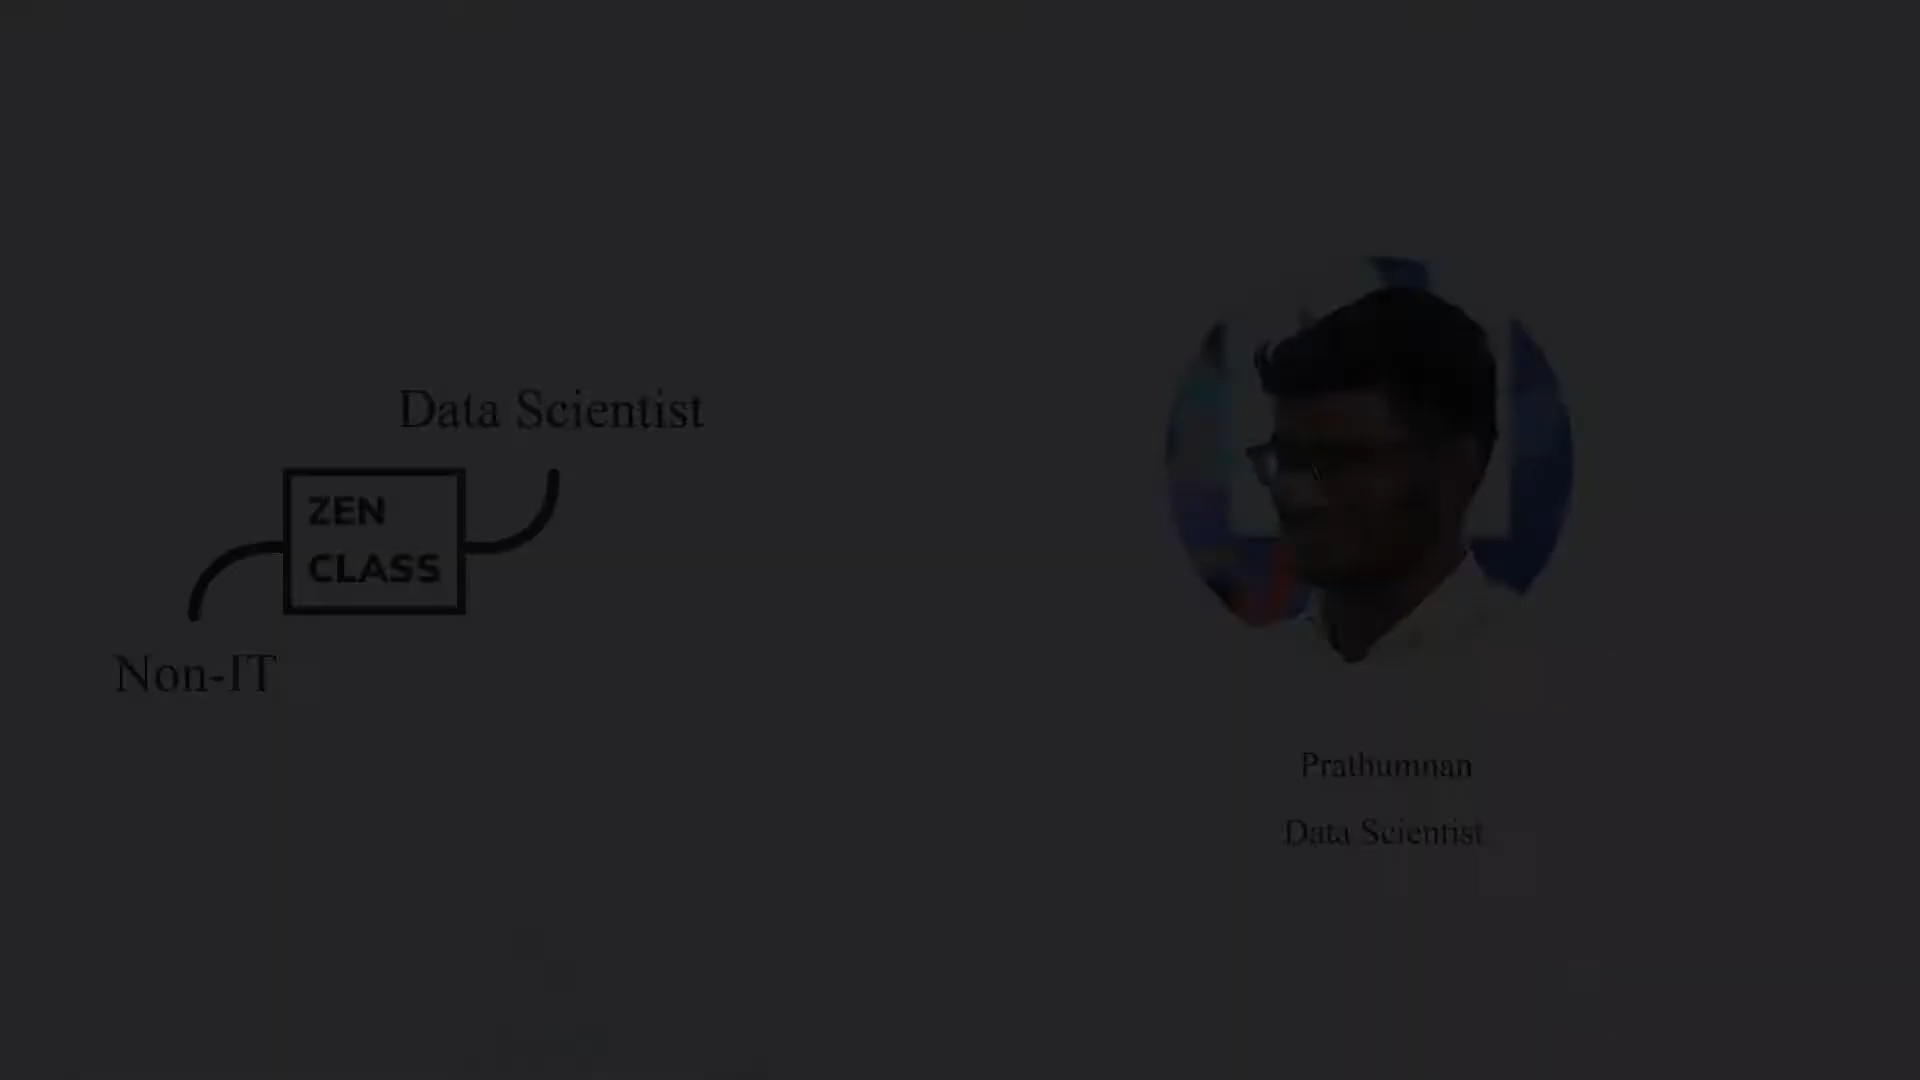 Data Scientist
ZEN
CLASS
Non-IT
Prathumnan
Data Scientist